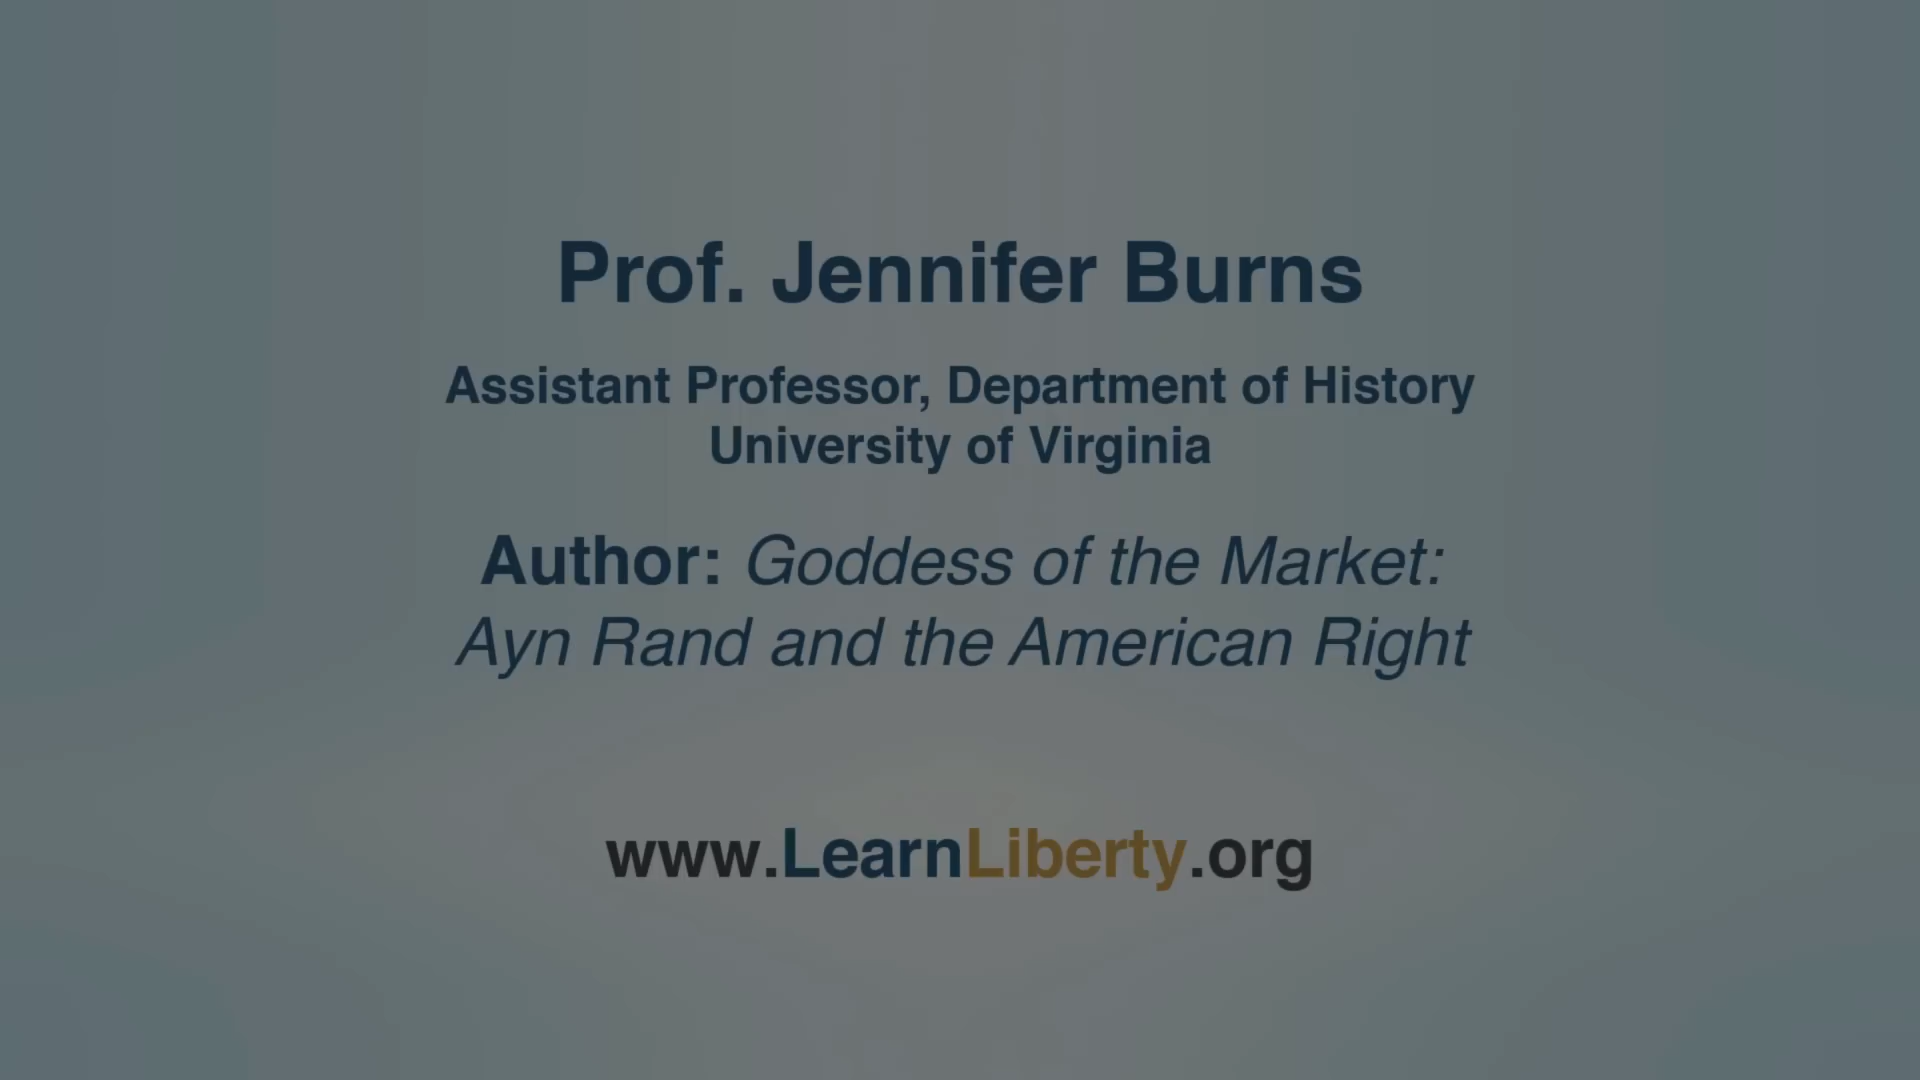 Prof. Jennifer Burns
Assistant Professor, Department of History
University of Virginia
Author: Goddess of the Market:
Ayn Rand and the American Right
www.LearnLiberty.org